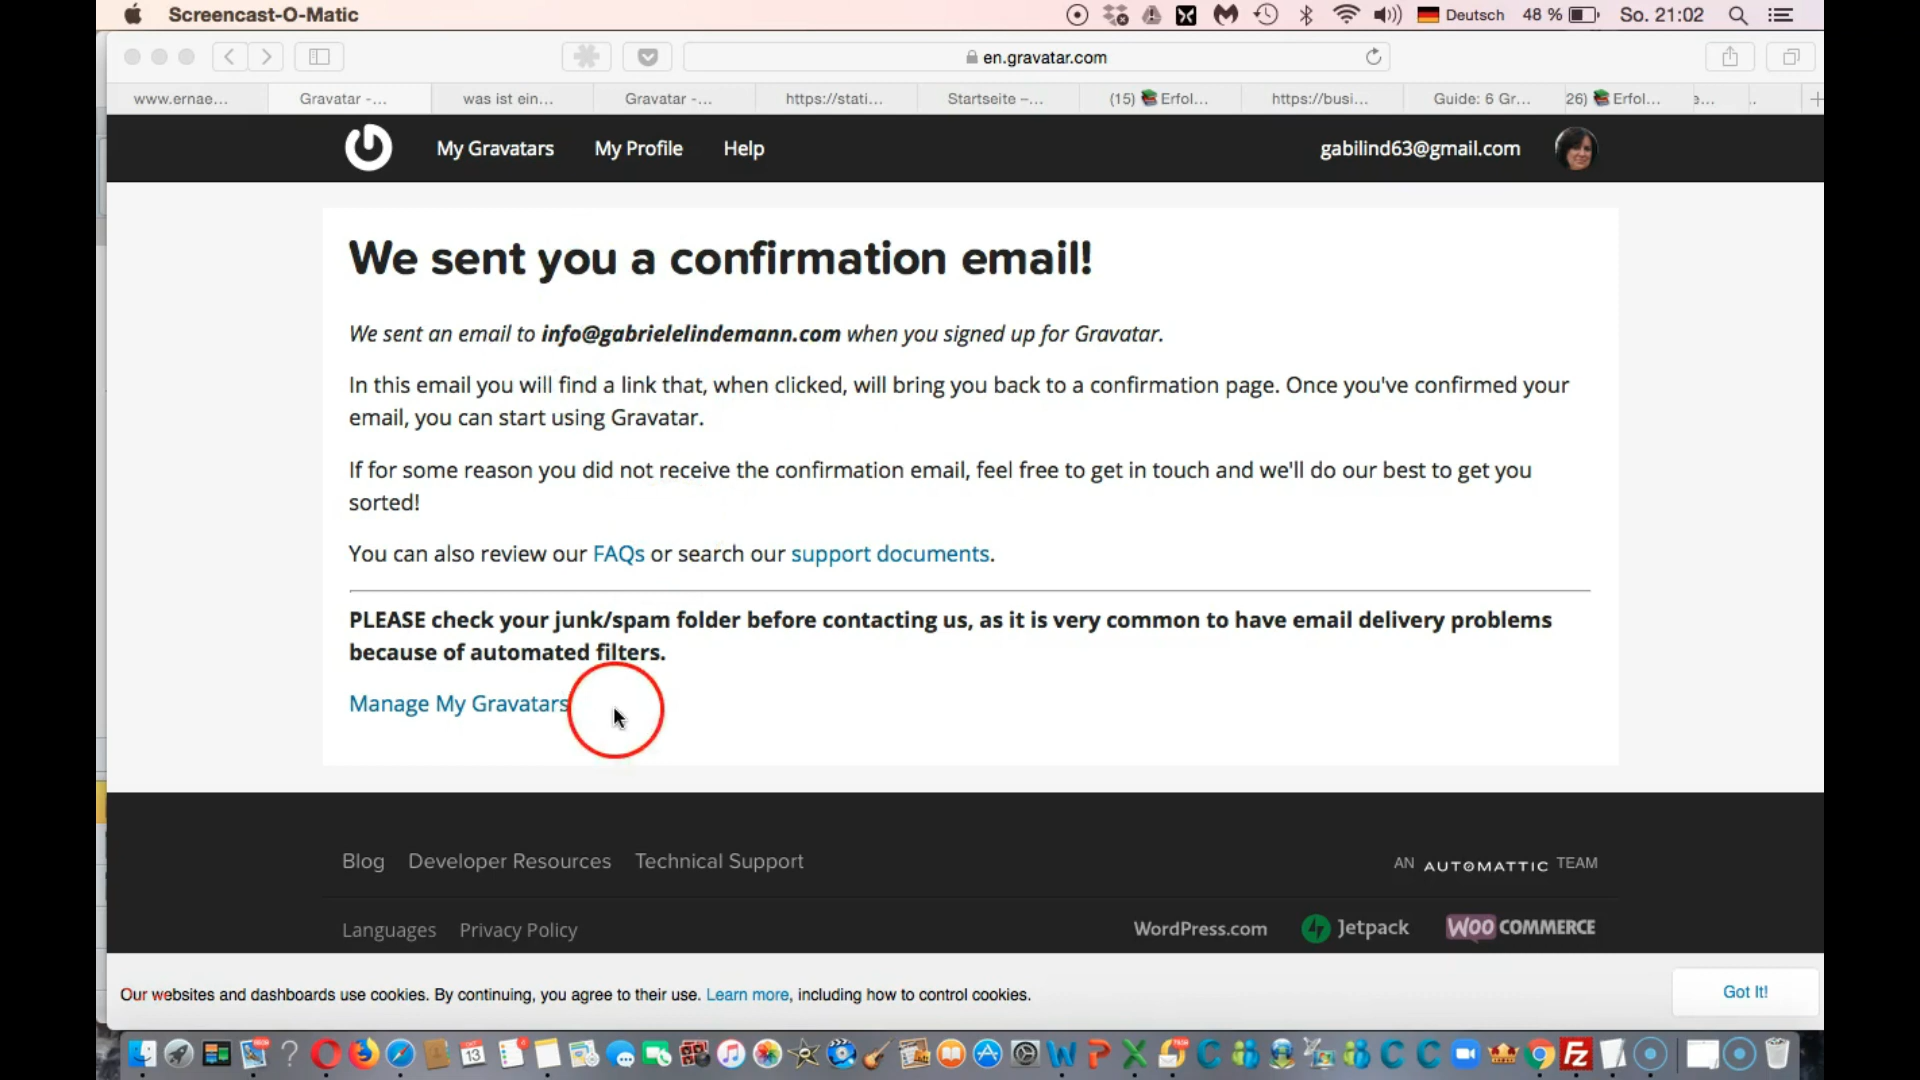 Screencast-O-Matic
Deutsch 48 % So. 21:02
en.gravatar.com
www.ernae... Gravatar -... was ist ein... Gravatar -... https://stati... Startseite –... (15) Erfol... https://busi... Guide: 6 Gr... 26) Erfol...
My Gravatars My Profile Help gabilind63@gmail.com
We sent you a confirmation email!
We sent an email to info@gabrielelindemann.com when you signed up for Gravatar.
In this email you will find a link that, when clicked, will bring you back to a confirmation page. Once you've confirmed your
email, you can start using Gravatar.
If for some reason you did not receive the confirmation email, feel free to get in touch and we'll do our best to get you
sorted!
You can also review our FAQs or search our support documents.
PLEASE check your junk/spam folder before contacting us, as it is very common to have email delivery problems
because of automated filters.
Manage My Gravatars
Blog Developer Resources Technical Support AN AUTOMATTIC TEAM
Languages Privacy Policy WordPress.com Jetpack WOO COMMERCE
Our websites and dashboards use cookies. By continuing, you agree to their use. Learn more, including how to control cookies. Got It!
13